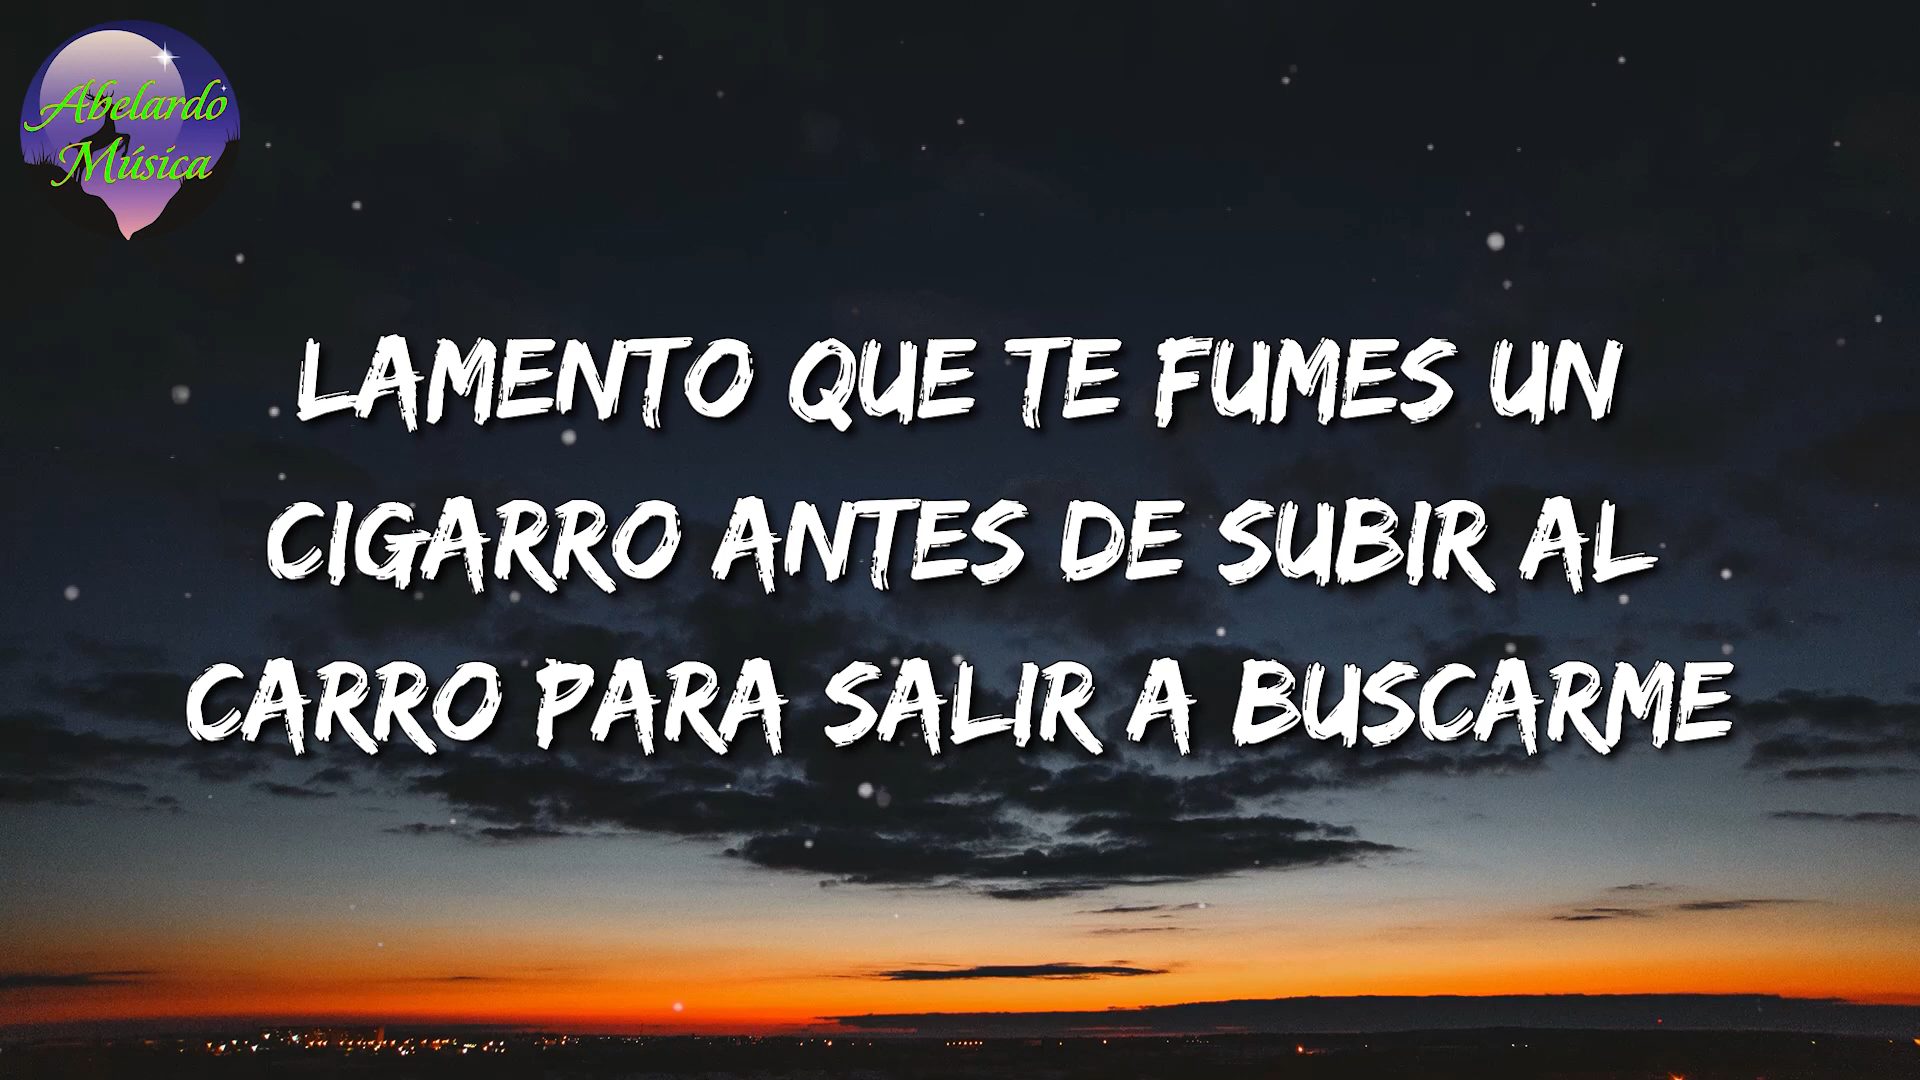 Abelardo
Música
LAMENTO QUE TE FUMES UN
CIGARRO ANTES DE SUBIR AL
CARRO PARA SALIR A BUSCARME